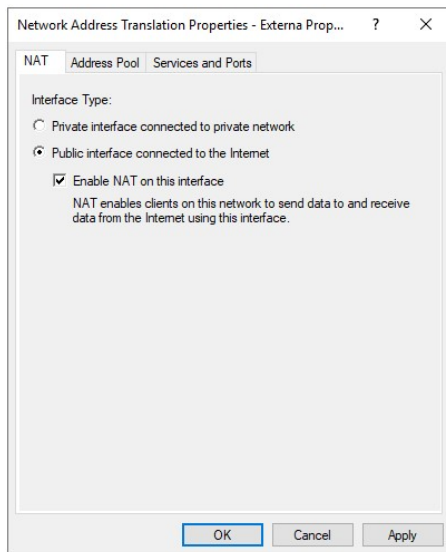 Network Address Translation Properties - Externa Prop... ? ×
NAT Address Pool Services and Ports
Interface Type:
Private interface connected to private network
Public interface connected to the Internet
Enable NAT on this interface
NAT enables clients on this network to send data to and receive
data from the Internet using this interface.
OK Cancel Apply